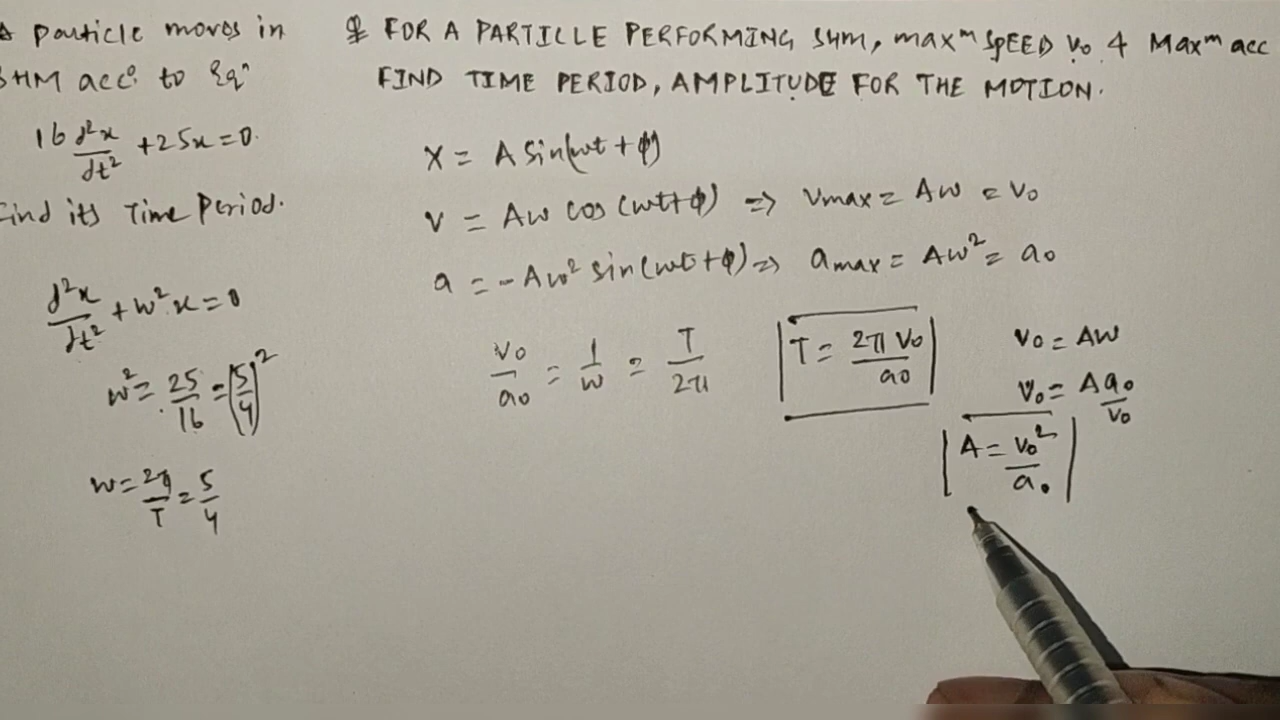 A particle moves in
SHM acc. to Eqⁿ
16 d²x/dt² + 25x = 0.
Find its Time Period.
d²x/dt² + w²x = 0
w² = 25/16 = (5/4)²
w = 2π/T = 5/4
Q FOR A PARTICLE PERFORMING SHM, maxᵐ SpEED v₀ & Maxᵐ acc
FIND TIME PERIOD, AMPLITUDE FOR THE MOTION.
x = A sin(wt + φ)
v = Aw cos(wt+φ) => vmax = Aw = v₀
a = -Aw² sin(wt+φ) => amax = Aw² = a₀
v₀/a₀ = 1/w = T/2π
T = 2π v₀/a₀
v₀ = Aw
v₀ = A a₀/v₀
A = v₀²/a₀